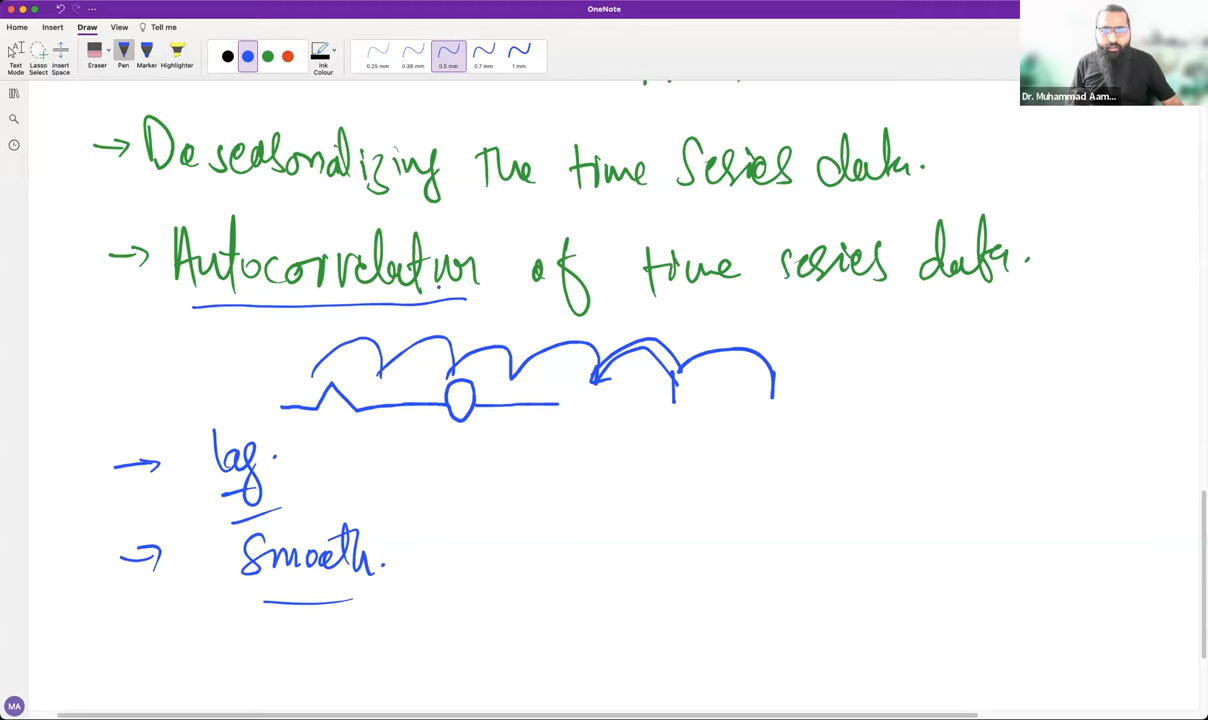 OneNote
Home Insert Draw View Tell me
Text Mode Lasso Select Insert Space Eraser Pen Marker Highlighter Ink Colour 0.25 mm 0.35 mm 0.5 mm 0.7 mm 1 mm
Dr. Muhammad Aam...
→ Deseasonalizing the time series data.
→ Autocorrelation of time series data.
→ lag.
→ smooth.
MA